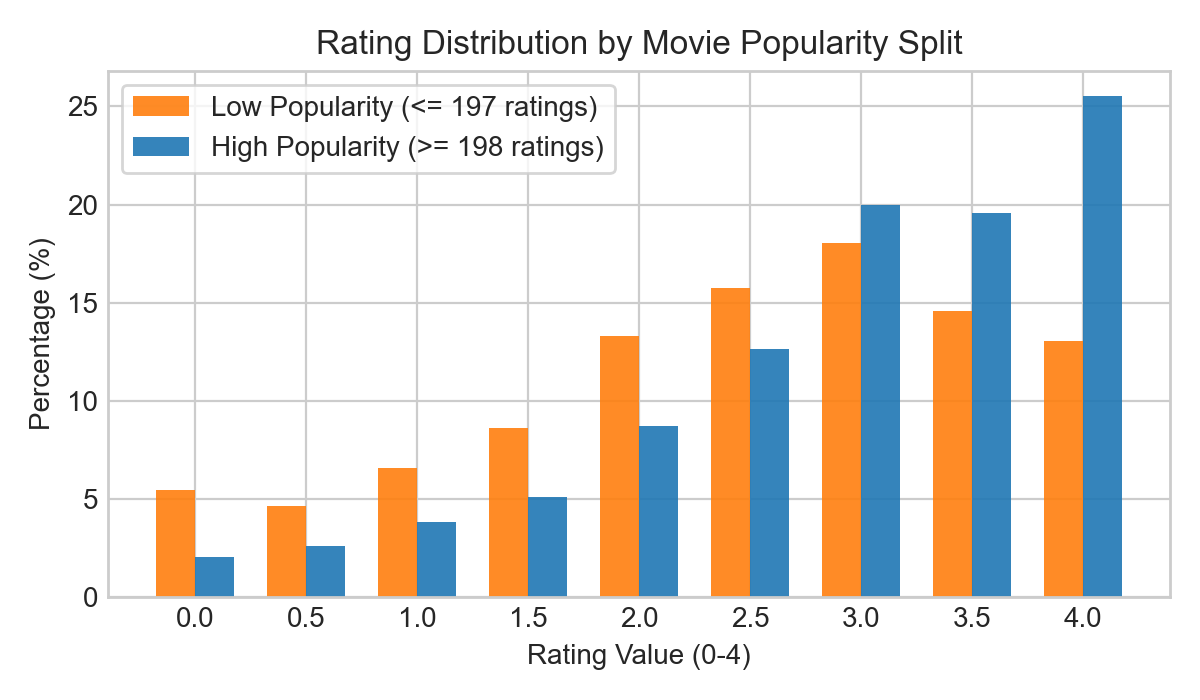 Rating Distribution by Movie Popularity Split
Low Popularity (<= 197 ratings)
High Popularity (>= 198 ratings)
Percentage (%)
25
20
15
10
5
0
0.0 0.5 1.0 1.5 2.0 2.5 3.0 3.5 4.0
Rating Value (0-4)